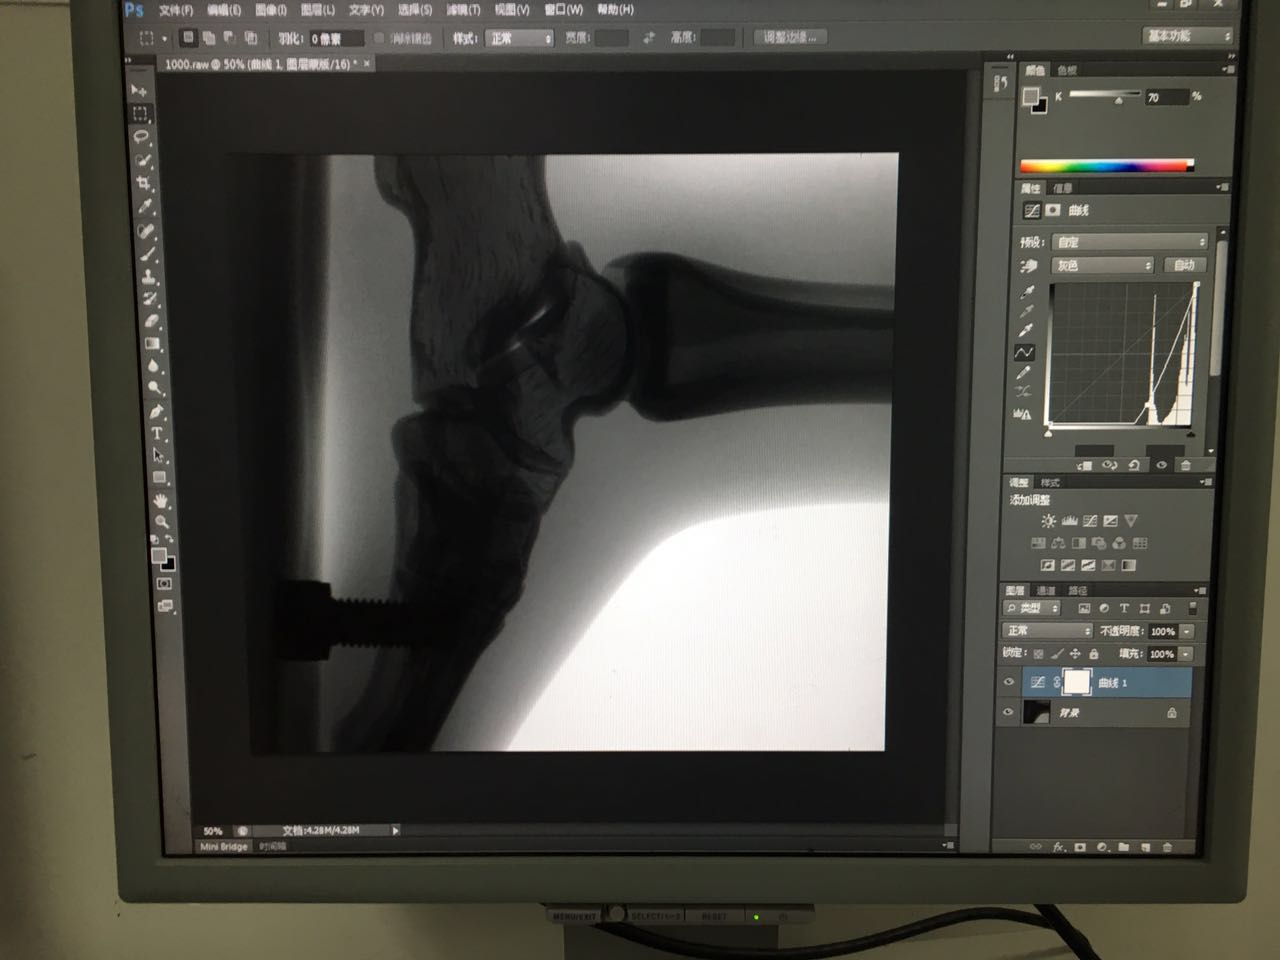 Ps 文件(F) 编辑(E) 图像(I) 图层(L) 文字(Y) 选择(S) 滤镜(T) 视图(V) 窗口(W) 帮助(H)
羽化: 0 像素 消除锯齿 样式: 正常 宽度: 高度: 调整边缘... 基本功能
1000.raw @ 50% (曲线 1, 图层蒙版/16) * ×
颜色 色板
K 70 %
属性 信息
曲线
预设: 自定
灰色 自动
调整 样式
添加调整
图层 通道 路径
类型
正常 不透明度: 100%
锁定: 填充: 100%
曲线 1
背景
fx
50% 文档:4.28M/4.28M
Mini Bridge 时间轴
MENU/EXIT SELECT/ RESET